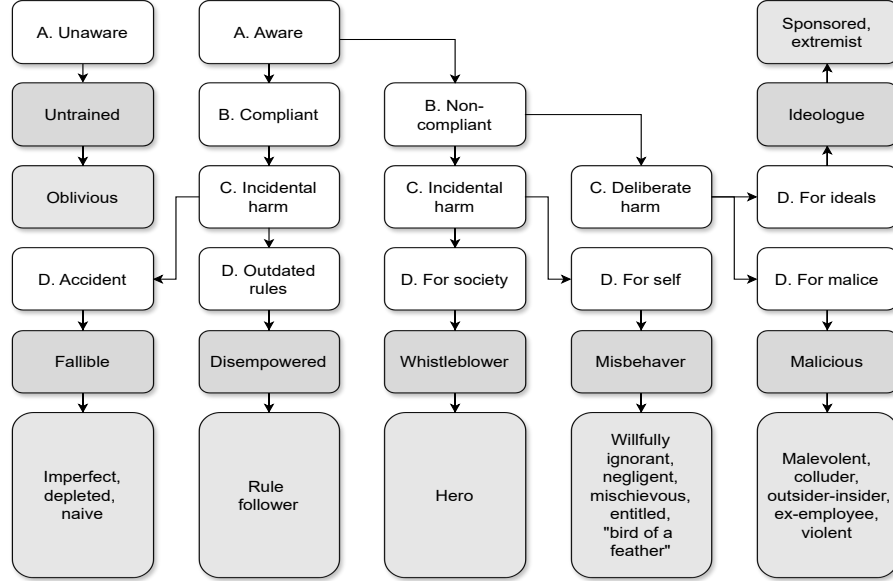 A. Unaware
A. Aware
Sponsored,
extremist
Untrained
B. Compliant
B. Non-
compliant
Ideologue
Oblivious
C. Incidental
harm
C. Incidental
harm
C. Deliberate
harm
D. For ideals
D. Accident
D. Outdated
rules
D. For society
D. For self
D. For malice
Fallible
Disempowered
Whistleblower
Misbehaver
Malicious
Imperfect,
depleted,
naive
Rule
follower
Hero
Willfully
ignorant,
negligent,
mischievous,
entitled,
"bird of a
feather"
Malevolent,
colluder,
outsider-insider,
ex-employee,
violent